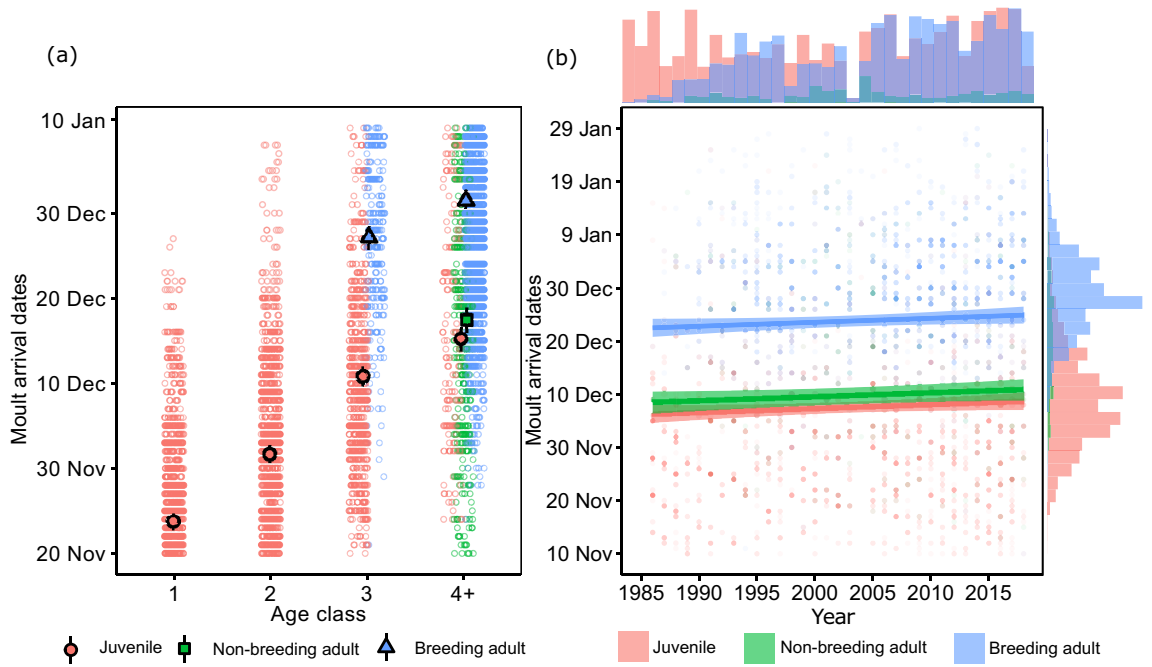 (a)
Moult arrival dates
10 Jan
30 Dec
20 Dec
10 Dec
30 Nov
20 Nov
1 2 3 4+
Age class
Juvenile Non-breeding adult Breeding adult
(b)
Moult arrival dates
29 Jan
19 Jan
9 Jan
30 Dec
20 Dec
10 Dec
30 Nov
20 Nov
10 Nov
1985 1990 1995 2000 2005 2010 2015
Year
Juvenile Non-breeding adult Breeding adult